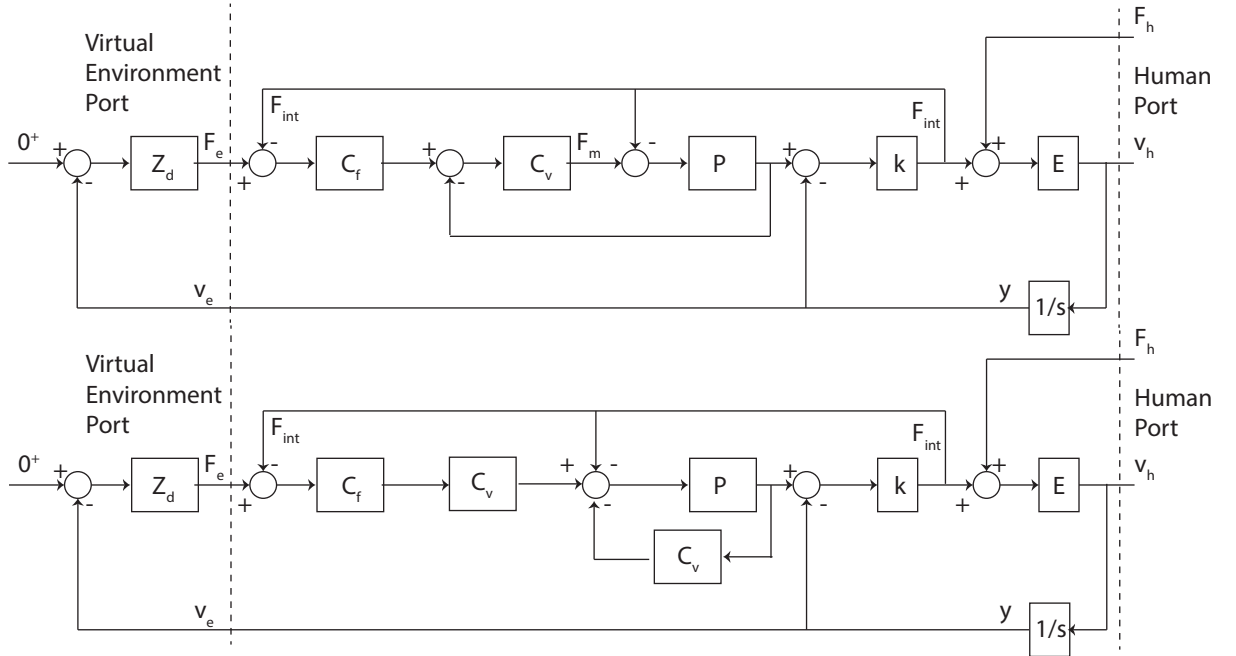 Virtual
Environment
Port
F_h
Human
Port
F_int
F_int
0⁺ + - Z_d F_e + - C_f + - C_v F_m - P + - k + + E v_h
v_e
y
1/s
Virtual
Environment
Port
F_h
Human
Port
F_int
F_int
0⁺ + - Z_d F_e + - C_f C_v + - - P + - k + + E v_h
C_v
v_e
y
1/s